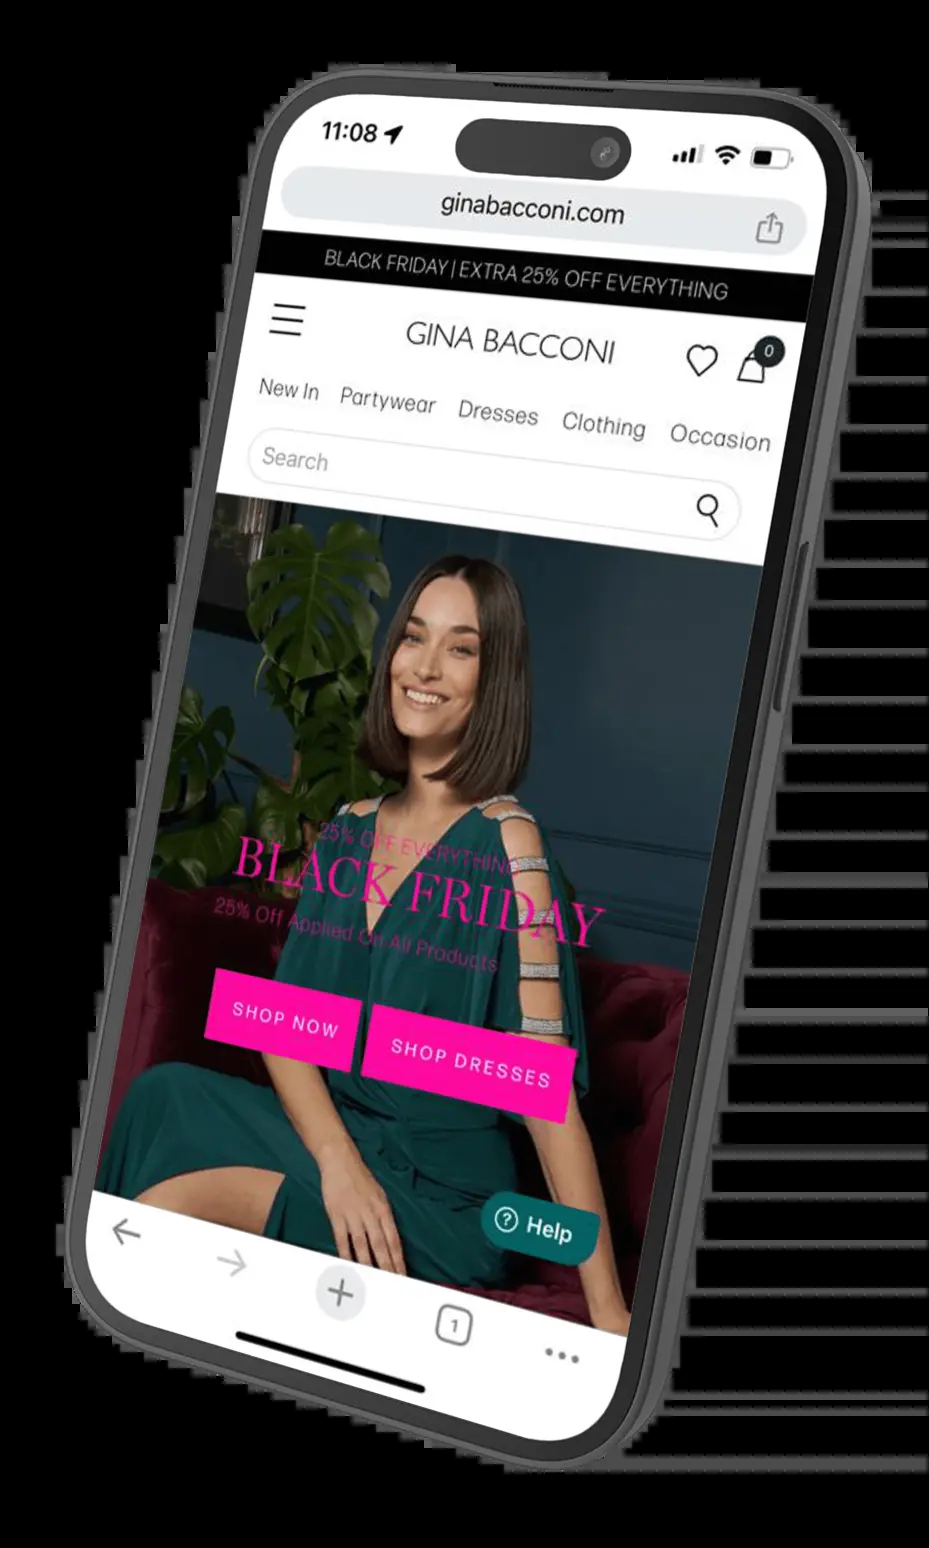 11:08
ginabacconi.com
BLACK FRIDAY | EXTRA 25% OFF EVERYTHING
GINA BACCONI
0
New In Partywear Dresses Clothing Occasion
Search
25% OFF EVERYTHING
BLACK FRIDAY
25% Off Applied On All Products
SHOP NOW SHOP DRESSES
? Help
1